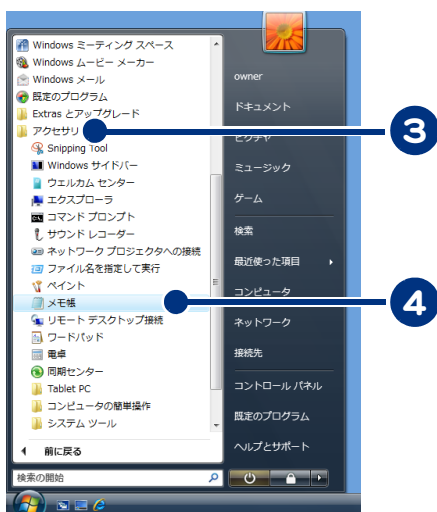 Windows ミーティング スペース
Windows ムービー メーカー
Windows メール
既定のプログラム
Extras とアップグレード
アクセサリ
Snipping Tool
Windows サイドバー
ウェルカム センター
エクスプローラ
コマンド プロンプト
サウンド レコーダー
ネットワーク プロジェクタへの接続
ファイル名を指定して実行
ペイント
メモ帳
リモート デスクトップ接続
ワードパッド
電卓
同期センター
Tablet PC
コンピュータの簡単操作
システム ツール
前に戻る
検索の開始
owner
ドキュメント
ピクチャ
ミュージック
ゲーム
検索
最近使った項目
コンピュータ
ネットワーク
接続先
コントロール パネル
既定のプログラム
ヘルプとサポート
3
4